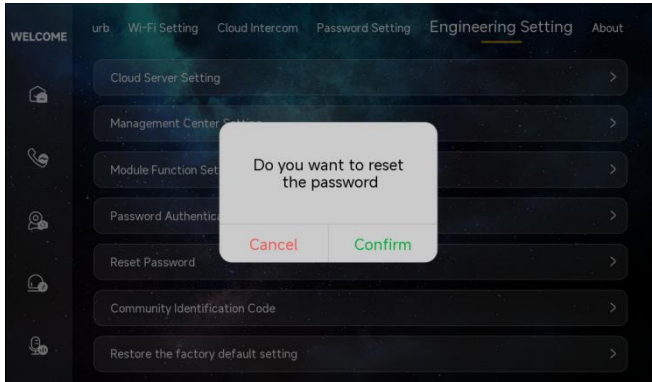 WELCOME
urb Wi-Fi Setting Cloud Intercom Password Setting Engineering Setting About
Cloud Server Setting
Management Center
Module Function Set
Password Authentica
Reset Password
Community Identification Code
Restore the factory default setting
Do you want to reset
the password
Cancel Confirm